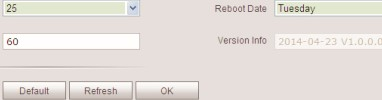 25 Reboot Date Tuesday
60 Version Info 2014-04-23 V1.0.0.0
Default Refresh OK